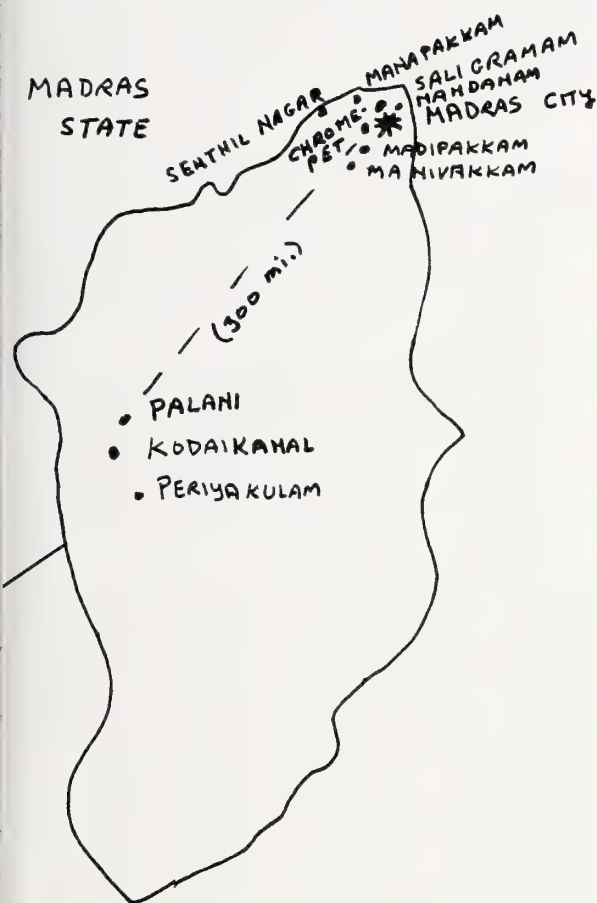 MADRAS
STATE
MANAPAKKAM
SALIGRAMAM
NANDANAM
MADRAS CITY
SENTHIL NAGAR
CHROME-
PET
MADIPAKKAM
MANIVAKKAM
(300 mi.)
PALANI
KODAIKANAL
PERIYAKULAM